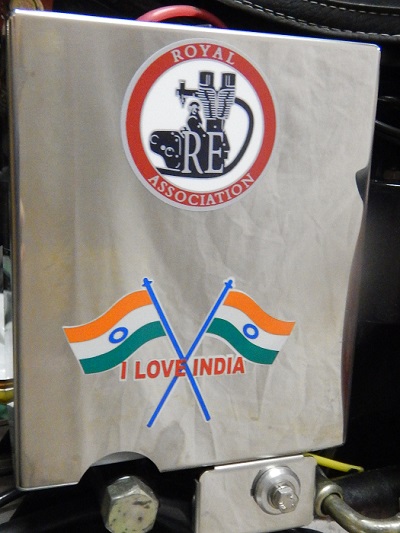 ROYAL
RE
ASSOCIATION
I LOVE INDIA